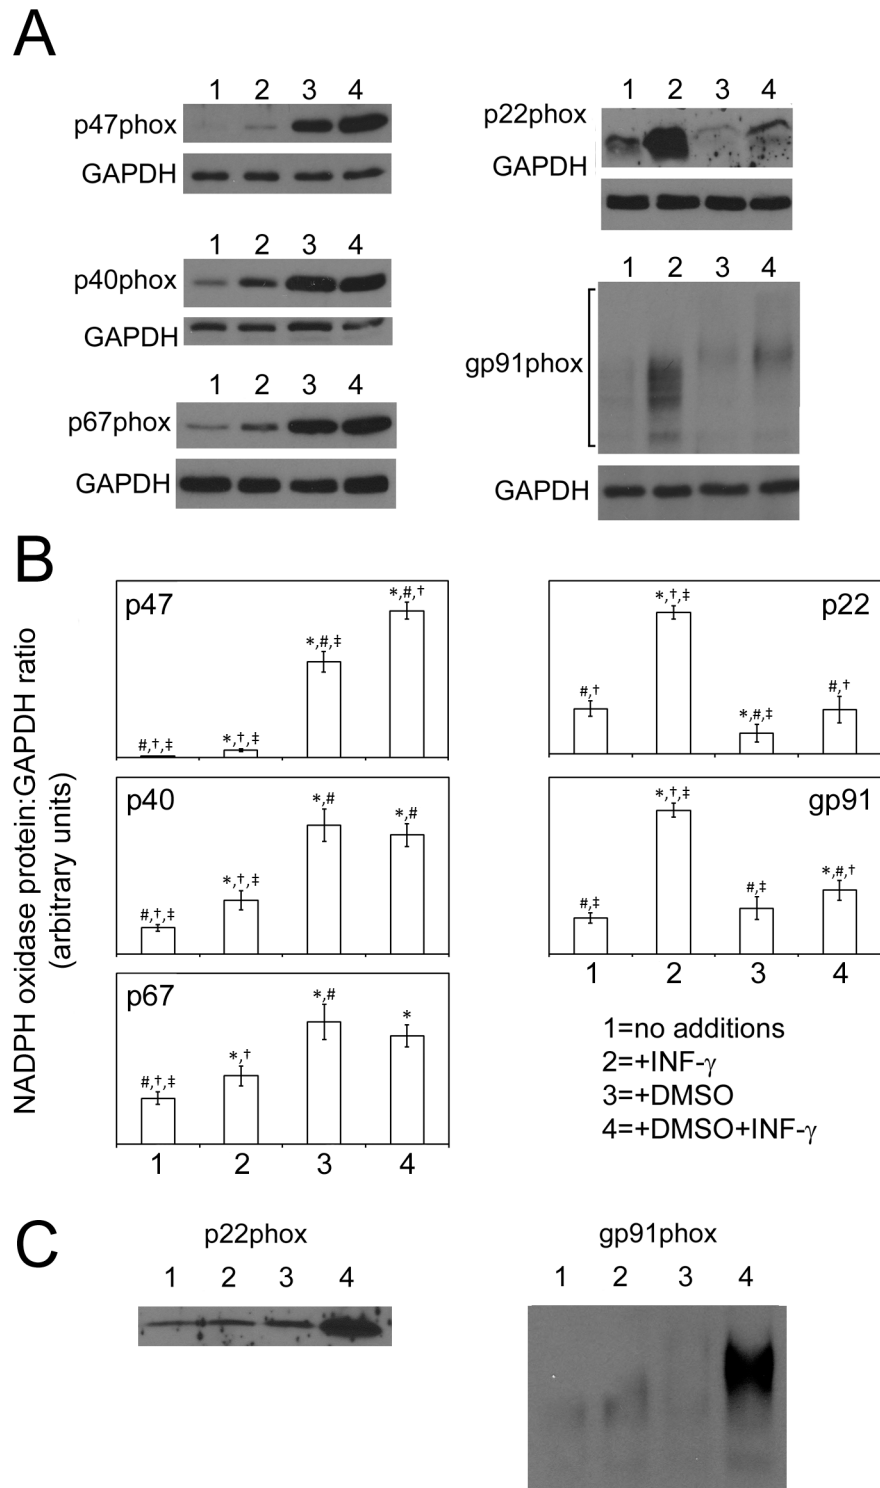 A
1 2 3 4
p47phox
GAPDH
1 2 3 4
p40phox
GAPDH
1 2 3 4
p67phox
GAPDH
1 2 3 4
p22phox
GAPDH
1 2 3 4
gp91phox
GAPDH
B
NADPH oxidase protein:GAPDH ratio
(arbitrary units)
p47
#,†,‡
*,†,‡
*,#,‡
*,#,†
p40
#,†,‡
*,†,‡
*,#
*,#
p67
#,†,‡
*,†
*,#
*
1 2 3 4
p22
#,†
*,†,‡
*,#,‡
#,†
gp91
#,‡
*,†,‡
#,‡
*,#,†
1 2 3 4
1=no additions
2=+INF-γ
3=+DMSO
4=+DMSO+INF-γ
C
p22phox
1 2 3 4
gp91phox
1 2 3 4